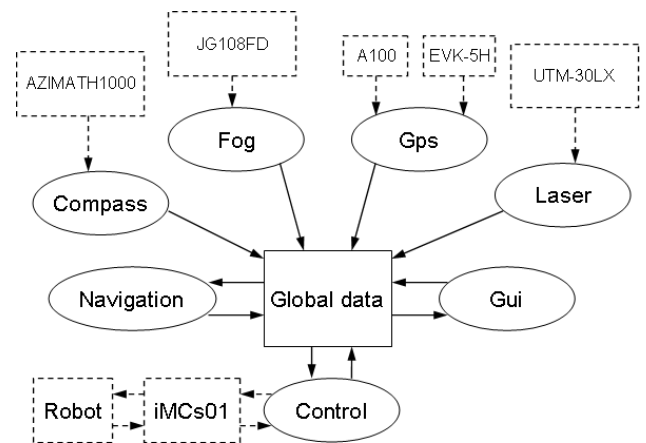 JG108FD
A100
EVK-5H
AZIMATH1000
UTM-30LX
Fog
Gps
Compass
Laser
Navigation
Global data
Gui
Robot
iMCs01
Control